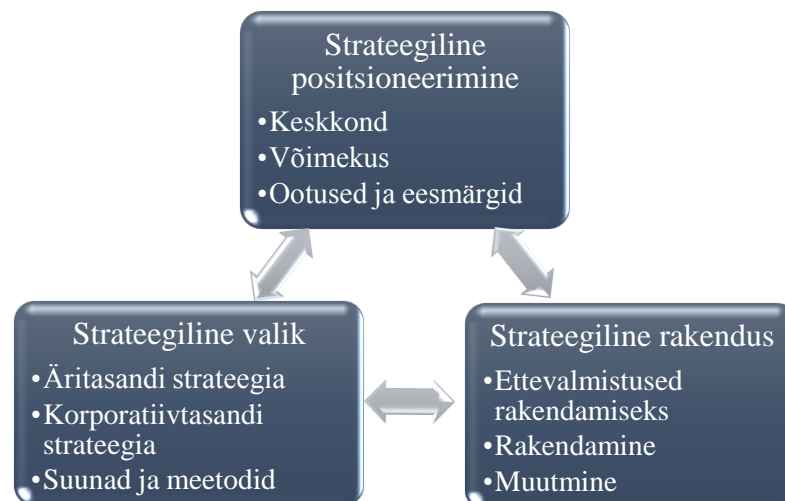 Strateegiline
positsioneerimine
•Keskkond
•Võimekus
•Ootused ja eesmärgid
Strateegiline valik
•Äritasandi strateegia
•Korporatiivtasandi
strateegia
•Suunad ja meetodid
Strateegiline rakendus
•Ettevalmistused
rakendamiseks
•Rakendamine
•Muutmine